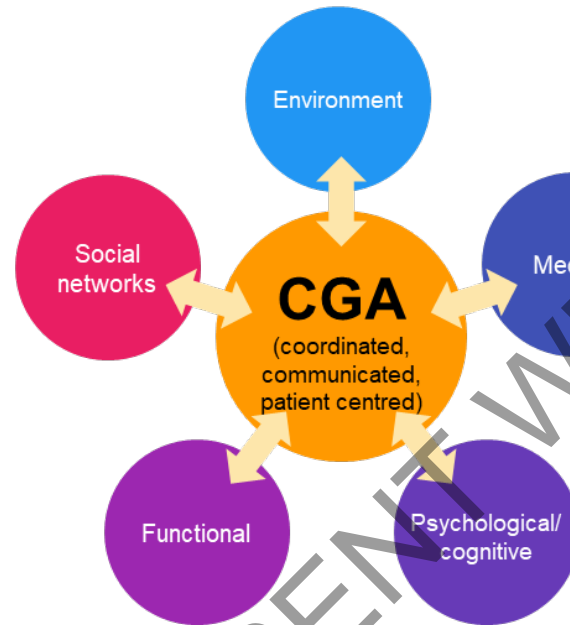 Environment
Social
networks
CGA
(coordinated,
communicated,
patient centred)
Functional
Psychological/
cognitive